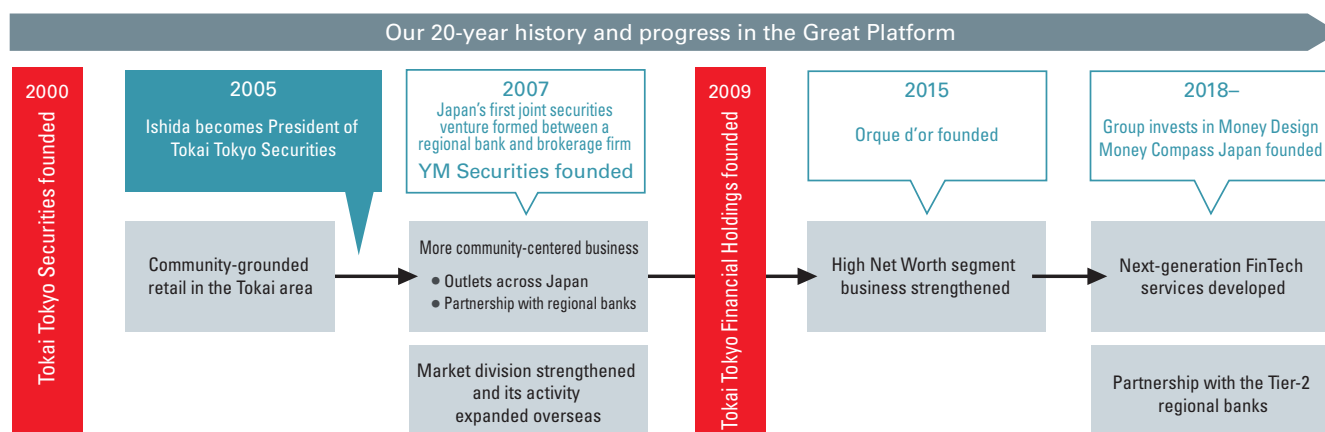 Our 20-year history and progress in the Great Platform
2000
Tokai Tokyo Securities founded
2005
Ishida becomes President of
Tokai Tokyo Securities
Community-grounded
retail in the Tokai area
2007
Japan's first joint securities
venture formed between a
regional bank and brokerage firm
YM Securities founded
More community-centered business
● Outlets across Japan
● Partnership with regional banks
Market division strengthened
and its activity
expanded overseas
2009
Tokai Tokyo Financial Holdings founded
2015
Orque d'or founded
High Net Worth segment
business strengthened
2018–
Group invests in Money Design
Money Compass Japan founded
Next-generation FinTech
services developed
Partnership with the Tier-2
regional banks